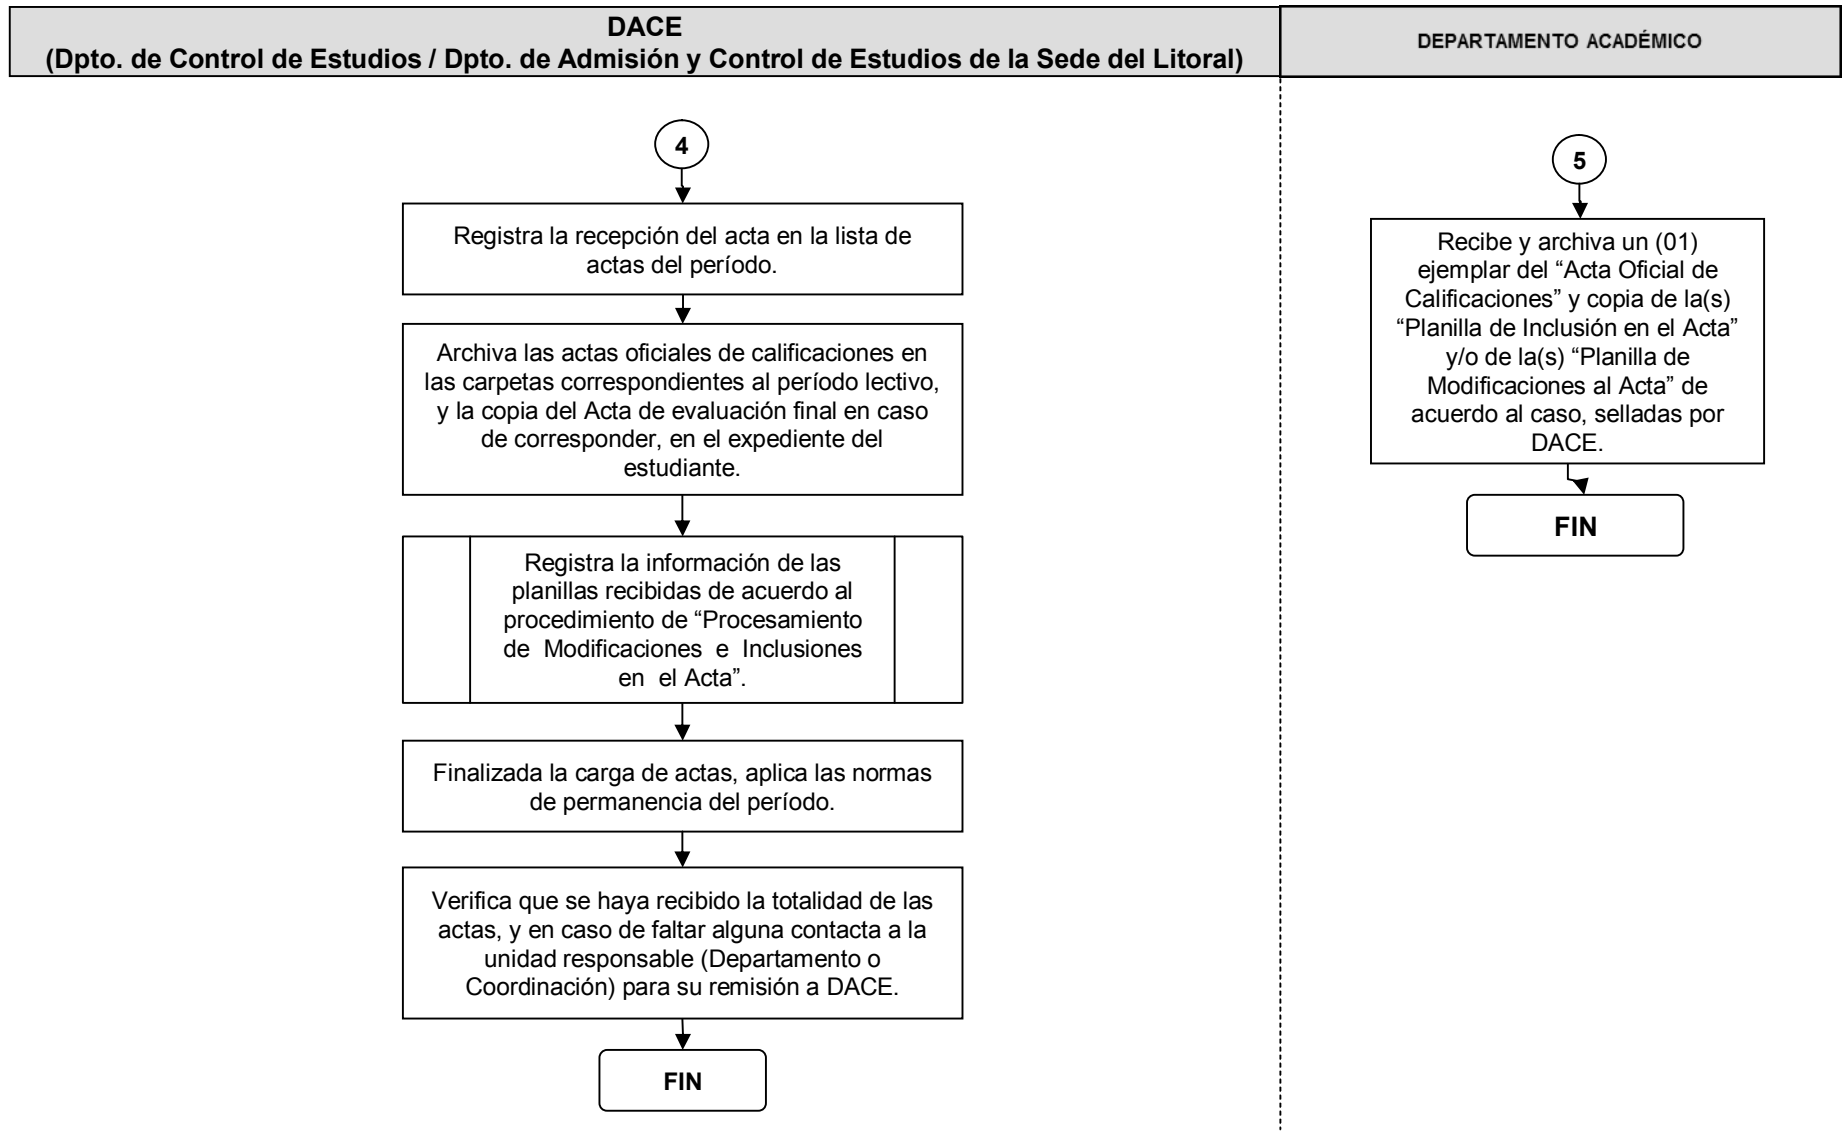 DACE
(Dpto. de Control de Estudios / Dpto. de Admisión y Control de Estudios de la Sede del Litoral)
DEPARTAMENTO ACADÉMICO
4
Registra la recepción del acta en la lista de
actas del período.
Archiva las actas oficiales de calificaciones en
las carpetas correspondientes al período lectivo,
y la copia del Acta de evaluación final en caso
de corresponder, en el expediente del
estudiante.
Registra la información de las
planillas recibidas de acuerdo al
procedimiento de “Procesamiento
de Modificaciones e Inclusiones
en el Acta”.
Finalizada la carga de actas, aplica las normas
de permanencia del período.
Verifica que se haya recibido la totalidad de las
actas, y en caso de faltar alguna contacta a la
unidad responsable (Departamento o
Coordinación) para su remisión a DACE.
FIN
5
Recibe y archiva un (01)
ejemplar del “Acta Oficial de
Calificaciones” y copia de la(s)
“Planilla de Inclusión en el Acta”
y/o de la(s) “Planilla de
Modificaciones al Acta” de
acuerdo al caso, selladas por
DACE.
FIN